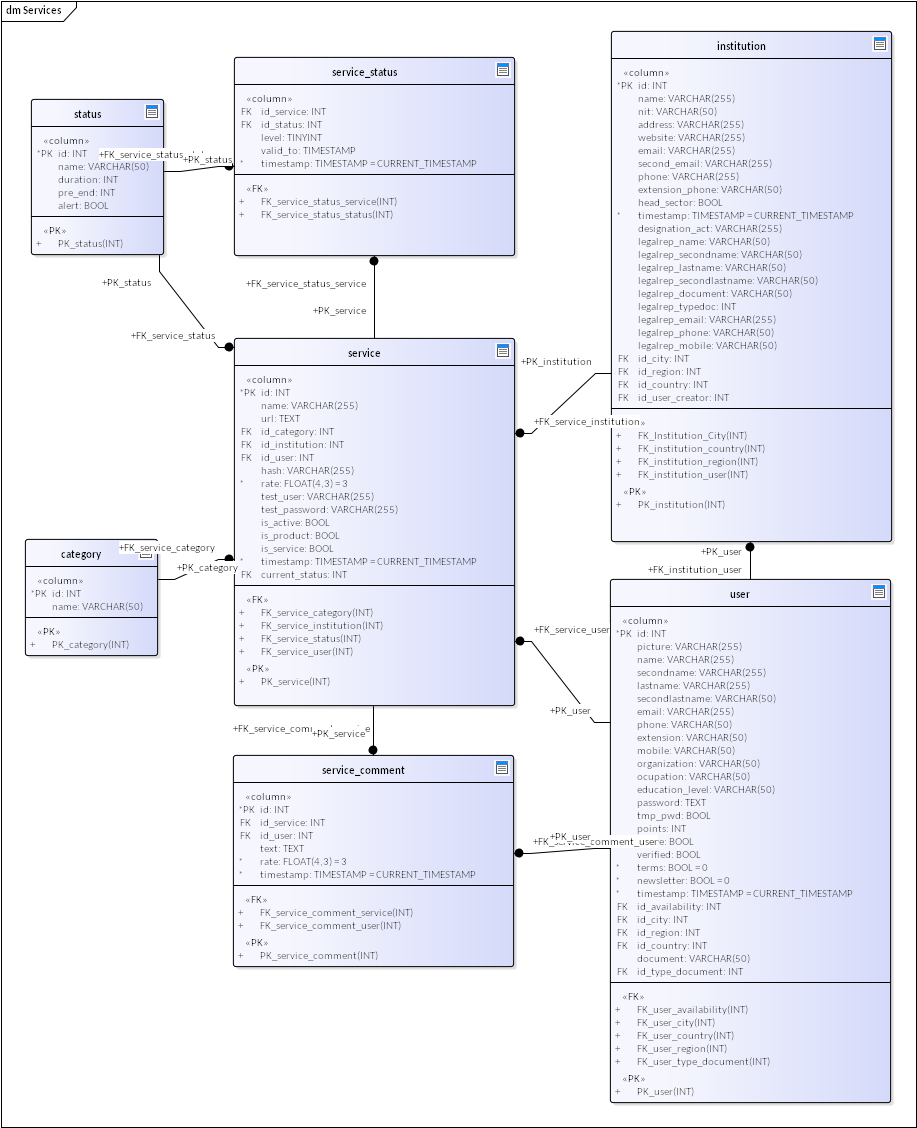 dm Services
status
«column»
*PK id: INT
name: VARCHAR(50)
duration: INT
pre_end: INT
alert: BOOL
«PK»
+ PK_status(INT)
+FK_service_status
+PK_status
service_status
«column»
FK id_service: INT
FK id_status: INT
level: TINYINT
valid_to: TIMESTAMP
* timestamp: TIMESTAMP = CURRENT_TIMESTAMP
«FK»
+ FK_service_status_service(INT)
+ FK_service_status_status(INT)
institution
«column»
*PK id: INT
name: VARCHAR(255)
nit: VARCHAR(50)
address: VARCHAR(255)
website: VARCHAR(255)
email: VARCHAR(255)
second_email: VARCHAR(255)
phone: VARCHAR(255)
extension_phone: VARCHAR(50)
head_sector: BOOL
* timestamp: TIMESTAMP = CURRENT_TIMESTAMP
designation_act: VARCHAR(255)
legalrep_name: VARCHAR(50)
legalrep_secondname: VARCHAR(50)
legalrep_lastname: VARCHAR(50)
legalrep_secondlastname: VARCHAR(50)
legalrep_document: VARCHAR(50)
legalrep_typedoc: INT
legalrep_email: VARCHAR(255)
legalrep_phone: VARCHAR(50)
legalrep_mobile: VARCHAR(50)
FK id_city: INT
FK id_region: INT
FK id_country: INT
FK id_user_creator: INT
+ FK_Institution_City(INT)
+ FK_institution_country(INT)
+ FK_institution_region(INT)
+ FK_institution_user(INT)
«PK»
+ PK_institution(INT)
+PK_status
+FK_service_status
+FK_service_status_service
+PK_service
+PK_institution
+FK_service_institution
service
«column»
*PK id: INT
name: VARCHAR(255)
url: TEXT
FK id_category: INT
FK id_institution: INT
FK id_user: INT
hash: VARCHAR(255)
* rate: FLOAT(4,3) = 3
test_user: VARCHAR(255)
test_password: VARCHAR(255)
is_active: BOOL
is_product: BOOL
is_service: BOOL
* timestamp: TIMESTAMP = CURRENT_TIMESTAMP
FK current_status: INT
«FK»
+ FK_service_category(INT)
+ FK_service_institution(INT)
+ FK_service_status(INT)
+ FK_service_user(INT)
«PK»
+ PK_service(INT)
category
«column»
*PK id: INT
name: VARCHAR(50)
«PK»
+ PK_category(INT)
+FK_service_category
+PK_category
+PK_user
+FK_institution_user
+FK_service_user
+PK_user
user
«column»
*PK id: INT
picture: VARCHAR(255)
name: VARCHAR(255)
secondname: VARCHAR(255)
lastname: VARCHAR(255)
secondlastname: VARCHAR(50)
email: VARCHAR(255)
phone: VARCHAR(50)
extension: VARCHAR(50)
mobile: VARCHAR(50)
organization: VARCHAR(50)
ocupation: VARCHAR(50)
education_level: VARCHAR(50)
password: TEXT
tmp_pwd: BOOL
points: INT
BOOL
verified: BOOL
* terms: BOOL = 0
* newsletter: BOOL = 0
* timestamp: TIMESTAMP = CURRENT_TIMESTAMP
FK id_availability: INT
FK id_city: INT
FK id_region: INT
FK id_country: INT
document: VARCHAR(50)
FK id_type_document: INT
«FK»
+ FK_user_availability(INT)
+ FK_user_city(INT)
+ FK_user_country(INT)
+ FK_user_region(INT)
+ FK_user_type_document(INT)
«PK»
+ PK_user(INT)
+PK_service
service_comment
«column»
*PK id: INT
FK id_service: INT
FK id_user: INT
text: TEXT
* rate: FLOAT(4,3) = 3
* timestamp: TIMESTAMP = CURRENT_TIMESTAMP
«FK»
+ FK_service_comment_service(INT)
+ FK_service_comment_user(INT)
«PK»
+ PK_service_comment(INT)
+PK_user
+FK_service_comment_user